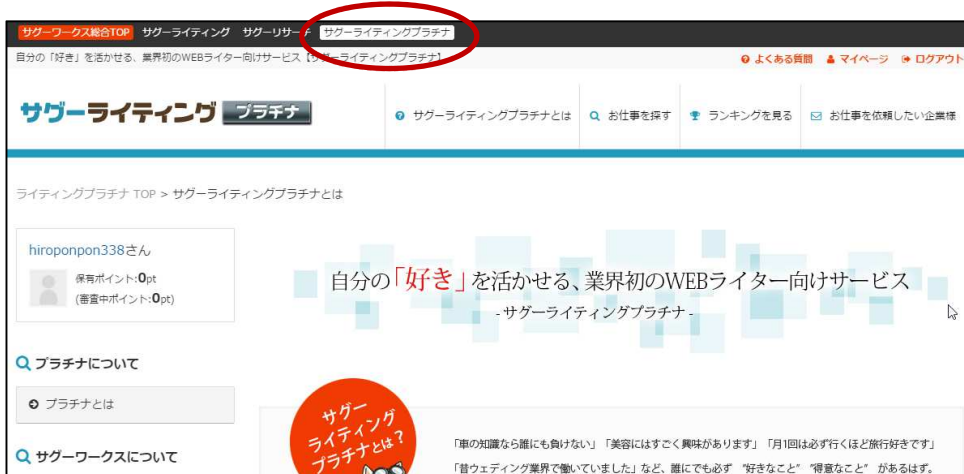 サグーワークス総合TOP サグーライティング サグーリサーチ サグーライティングプラチナ
自分の「好き」を活かせる、業界初のWEBライター向けサービス【サグーライティングプラチナ】 よくある質問 マイページ ログアウト
サグーライティング プラチナ サグーライティングプラチナとは お仕事を探す ランキングを見る お仕事を依頼したい企業様
ライティングプラチナ TOP > サグーライティングプラチナとは
hiroponpon338さん
保有ポイント:0pt
(審査中ポイント:0pt)
自分の「好き」を活かせる、業界初のWEBライター向けサービス
- サグーライティングプラチナ -
プラチナについて
プラチナとは
サグーワークスについて
サグー
ライティング
プラチナとは?
「車の知識なら誰にも負けない」「美容にはすごく興味があります」「月1回は必ず行くほど旅行好きです」
「昔ウェディング業界で働いていました」など、誰にでも必ず “好きなこと” “得意なこと” があるはず。